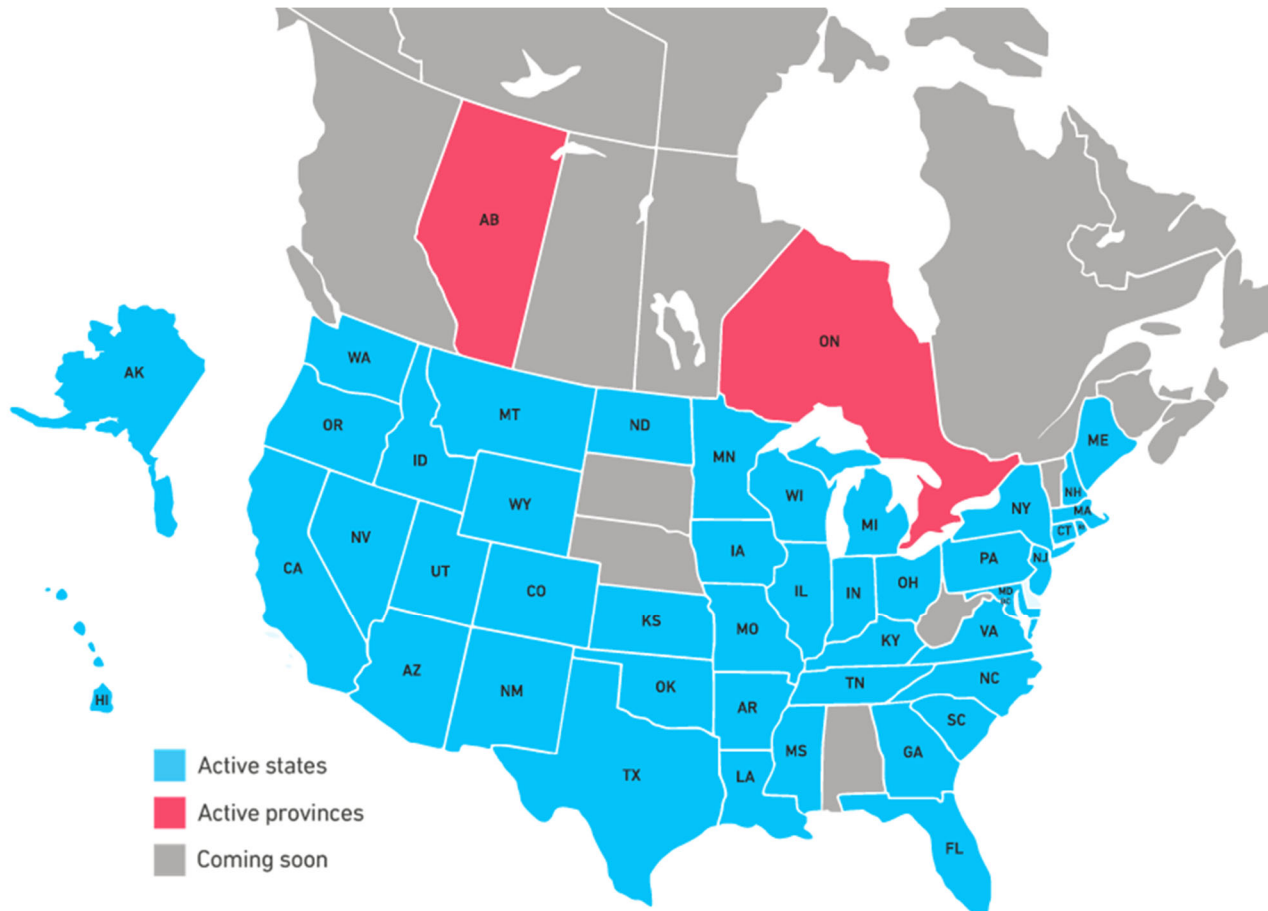 AB
ON
AK
WA
MT
ND
ME
OR
MN
ID
WI
NH
WY
NY
MA
MI
CT
NV
IA
PA
NJ
CA
UT
CO
IL
IN
OH
MD
DC
KS
MO
KY
VA
AZ
NM
OK
TN
NC
HI
AR
SC
MS
GA
TX
LA
FL
Active states
Active provinces
Coming soon